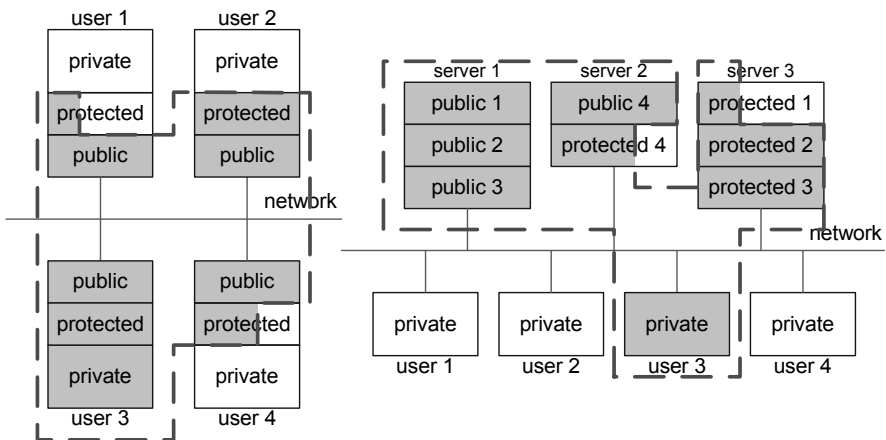 user 1
user 2
private
private
protected
protected
public
public
network
public
public
protected
protected
private
private
user 3
user 4
server 1
server 2
server 3
public 1
public 4
protected 1
public 2
protected 4
protected 2
public 3
protected 3
network
private
private
private
private
user 1
user 2
user 3
user 4